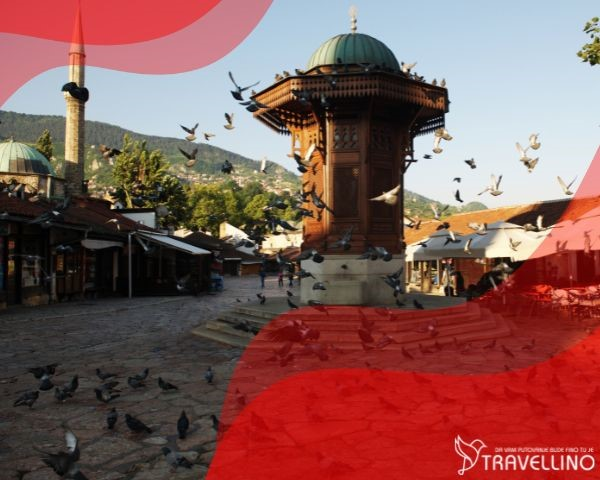 DA VAM PUTOVANJE BUDE FINO TU JE
TRAVELLINO